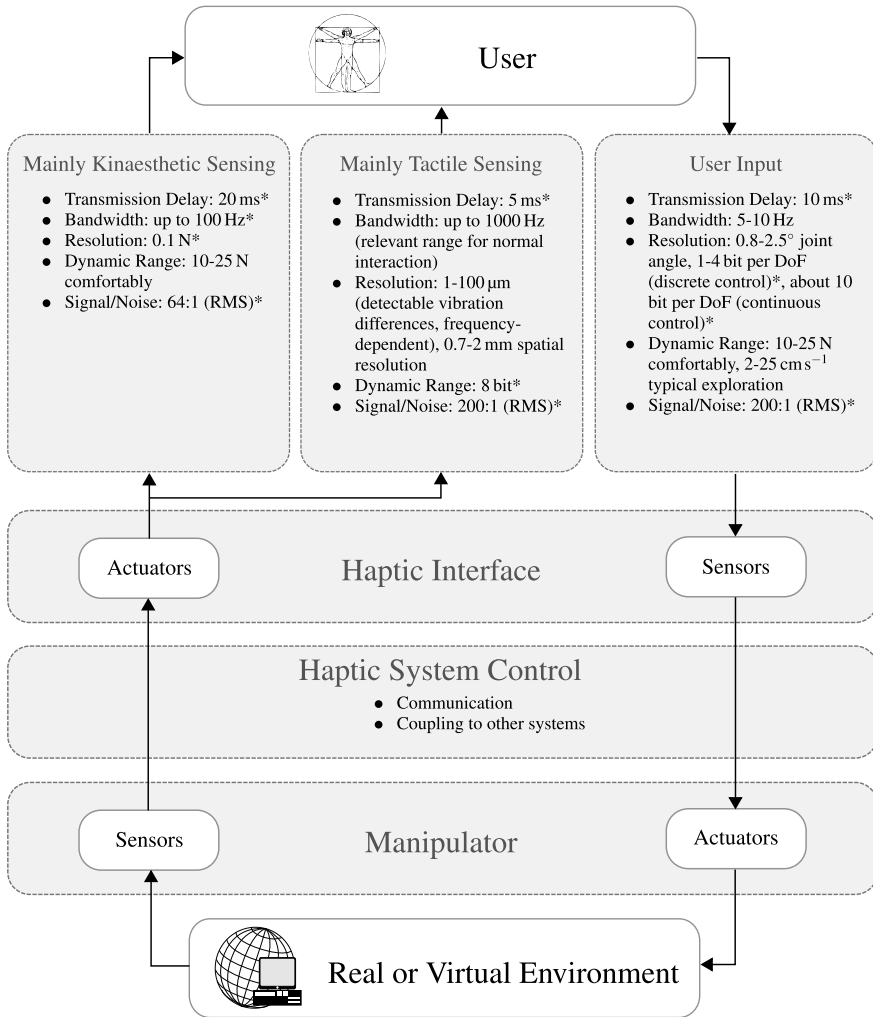 User
Mainly Kinaesthetic Sensing
● Transmission Delay: 20 ms*
● Bandwidth: up to 100 Hz*
● Resolution: 0.1 N*
● Dynamic Range: 10-25 N
comfortably
● Signal/Noise: 64:1 (RMS)*
Mainly Tactile Sensing
● Transmission Delay: 5 ms*
● Bandwidth: up to 1000 Hz
(relevant range for normal
interaction)
● Resolution: 1-100 µm
(detectable vibration
differences, frequency-
dependent), 0.7-2 mm spatial
resolution
● Dynamic Range: 8 bit*
● Signal/Noise: 200:1 (RMS)*
User Input
● Transmission Delay: 10 ms*
● Bandwidth: 5-10 Hz
● Resolution: 0.8-2.5° joint
angle, 1-4 bit per DoF
(discrete control)*, about 10
bit per DoF (continuous
control)*
● Dynamic Range: 10-25 N
comfortably, 2-25 cm s⁻¹
typical exploration
● Signal/Noise: 200:1 (RMS)*
Actuators
Haptic Interface
Sensors
Haptic System Control
● Communication
● Coupling to other systems
Sensors
Manipulator
Actuators
Real or Virtual Environment